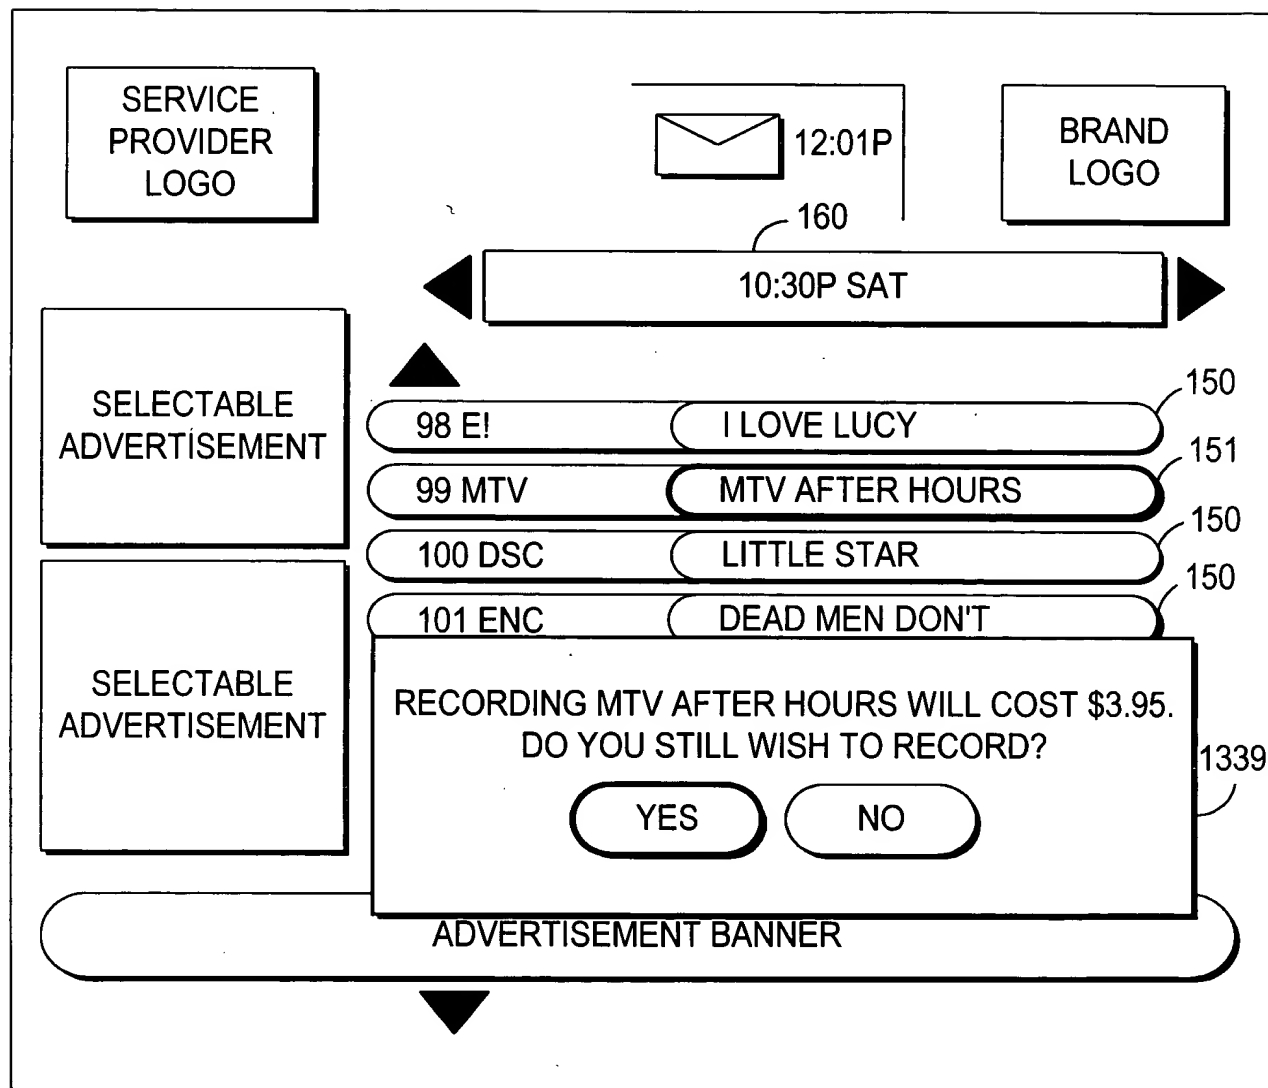 SERVICE
PROVIDER
LOGO
12:01P
BRAND
LOGO
160
10:30P SAT
SELECTABLE
ADVERTISEMENT
98 E! I LOVE LUCY
150
99 MTV MTV AFTER HOURS
151
100 DSC LITTLE STAR
150
101 ENC DEAD MEN DON'T
150
SELECTABLE
ADVERTISEMENT
RECORDING MTV AFTER HOURS WILL COST $3.95.
DO YOU STILL WISH TO RECORD?
1339
YES NO
ADVERTISEMENT BANNER